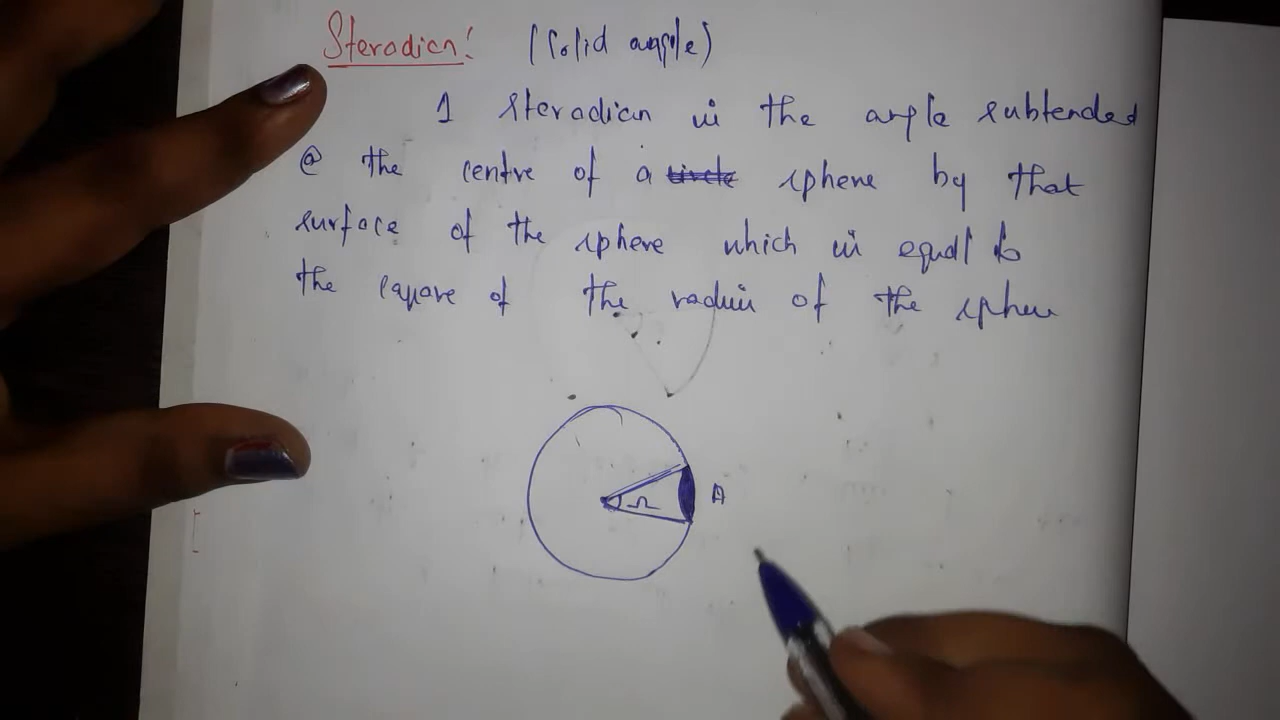 Steradian: (Solid angle)
1 steradian is the angle subtended
@ the centre of a circle sphere by that
surface of the sphere which is equal to
the square of the radius of the sphere
Ω
A